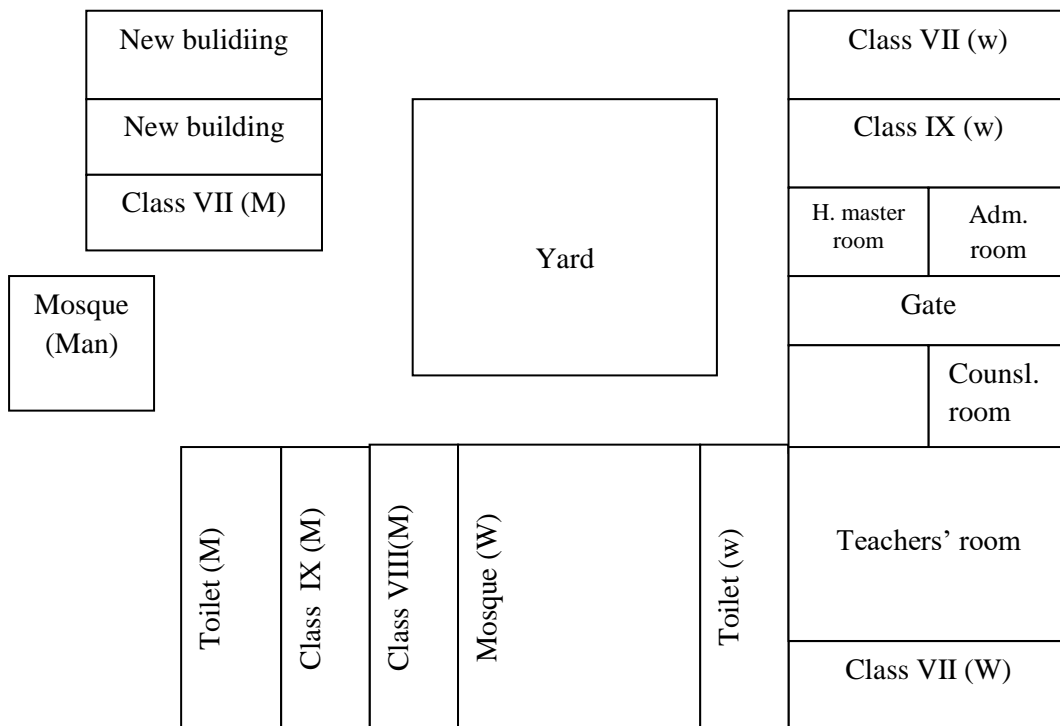 New bulidiing
New building
Class VII (M)
Mosque
(Man)
Yard
Class VII (w)
Class IX (w)
H. master
room
Adm.
room
Gate
Counsl.
room
Teachers’ room
Class VII (W)
Toilet (M)
Class IX (M)
Class VIII(M)
Mosque (W)
Toilet (w)